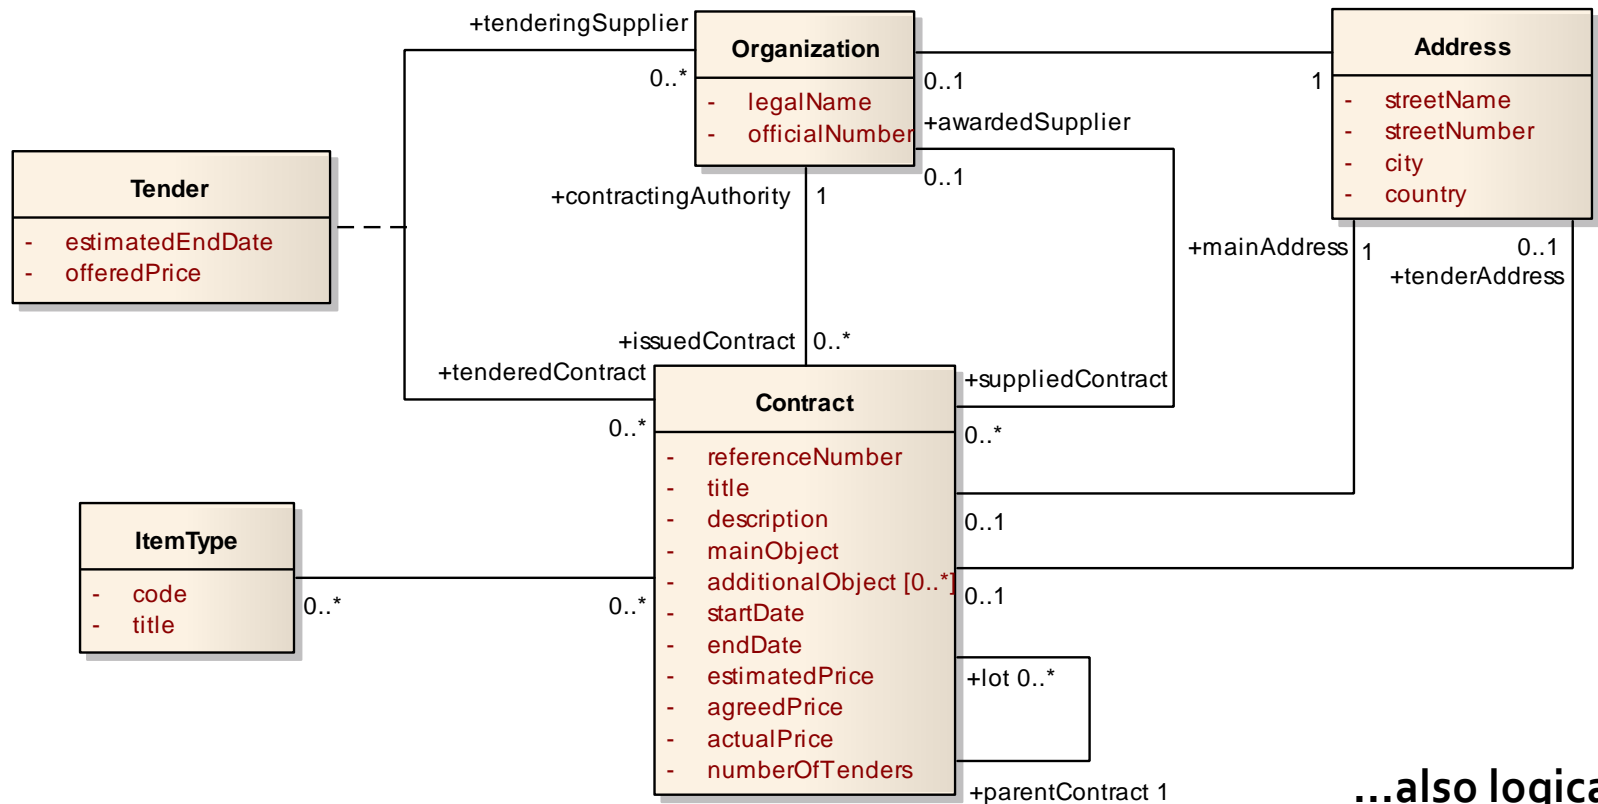 +tenderingSupplier
0..*
Organization
- legalName
- officialNumber
0..1
1
Address
- streetName
- streetNumber
- city
- country
+awardedSupplier
0..1
Tender
- estimatedEndDate
- offeredPrice
+contractingAuthority 1
+mainAddress 1
0..1
+tenderAddress
+issuedContract 0..*
+tenderedContract
0..*
+suppliedContract
0..*
Contract
- referenceNumber
- title
- description
- mainObject
- additionalObject [0..*]
- startDate
- endDate
- estimatedPrice
- agreedPrice
- actualPrice
- numberOfTenders
0..1
0..1
ItemType
- code
- title
0..*
0..*
+lot 0..*
+parentContract 1
...also logica